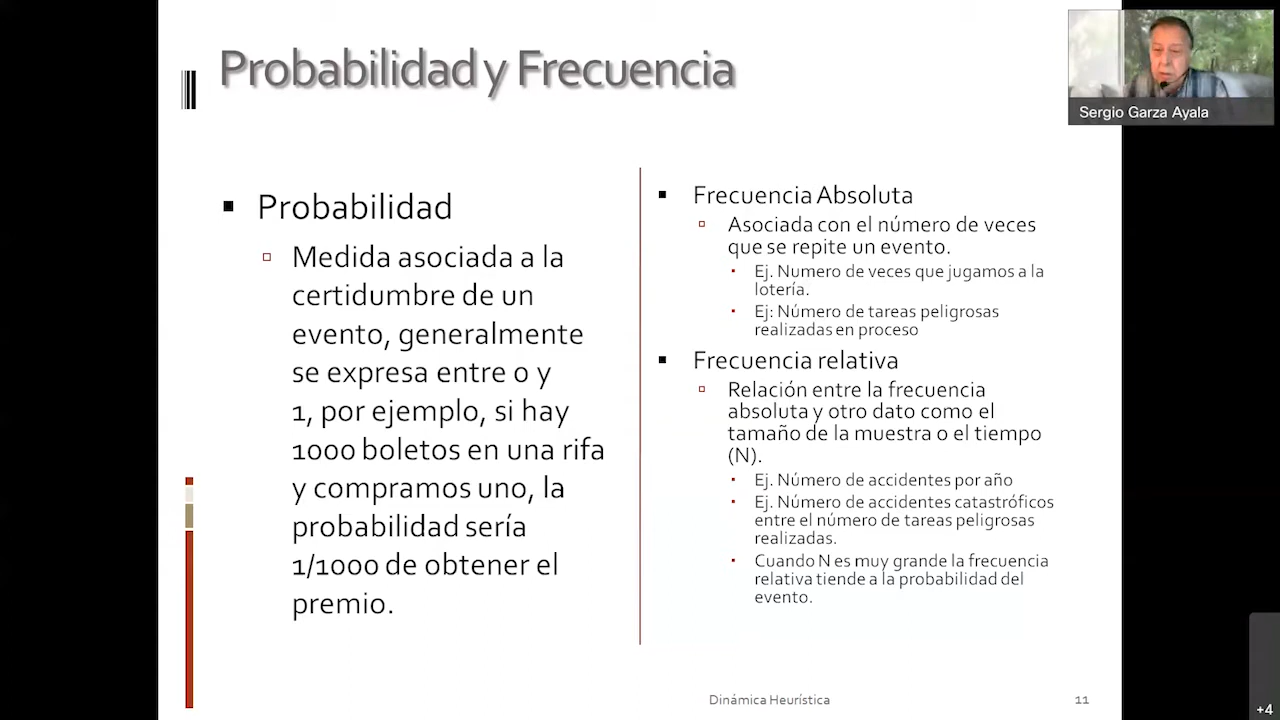 Probabilidad y Frecuencia
Sergio Garza Ayala
Probabilidad
Medida asociada a la
certidumbre de un
evento, generalmente
se expresa entre 0 y
1, por ejemplo, si hay
1000 boletos en una rifa
y compramos uno, la
probabilidad sería
1/1000 de obtener el
premio.
Frecuencia Absoluta
Asociada con el número de veces
que se repite un evento.
Ej. Numero de veces que jugamos a la
lotería.
Ej: Número de tareas peligrosas
realizadas en proceso
Frecuencia relativa
Relación entre la frecuencia
absoluta y otro dato como el
tamaño de la muestra o el tiempo
(N).
Ej. Número de accidentes por año
Ej. Número de accidentes catastróficos
entre el número de tareas peligrosas
realizadas.
Cuando N es muy grande la frecuencia
relativa tiende a la probabilidad del
evento.
Dinámica Heurística
11
+4